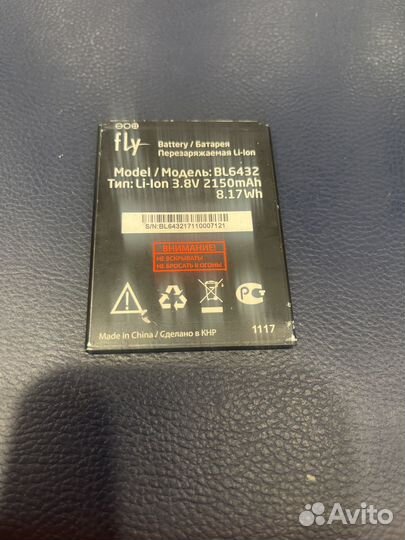 fly
Battery / Батарея
Перезаряжаемая Li-Ion
Model / Модель: BL6432
Тип: Li-Ion 3.8V 2150mAh
8.17Wh
S/N:BL643217110007121
ВНИМАНИЕ!
НЕ ВСКРЫВАТЬ
НЕ БРОСАТЬ В ОГОНЬ!
Made in China / Сделано в КНР
1117
Avito